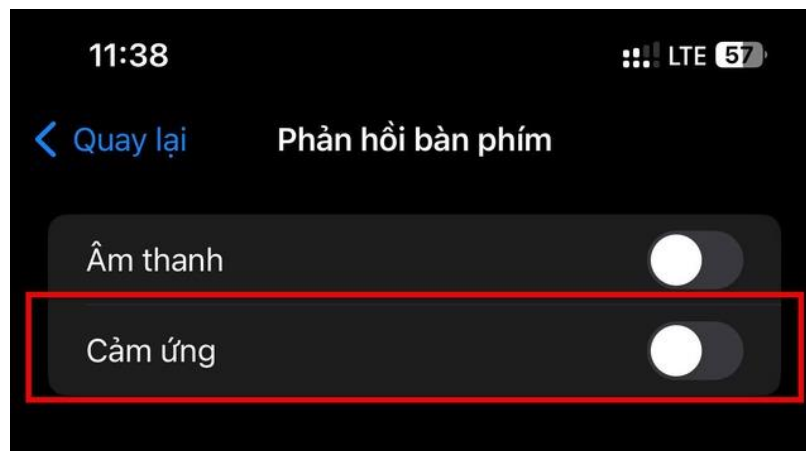 11:38 LTE 57
Quay lại Phản hồi bàn phím
Âm thanh
Cảm ứng